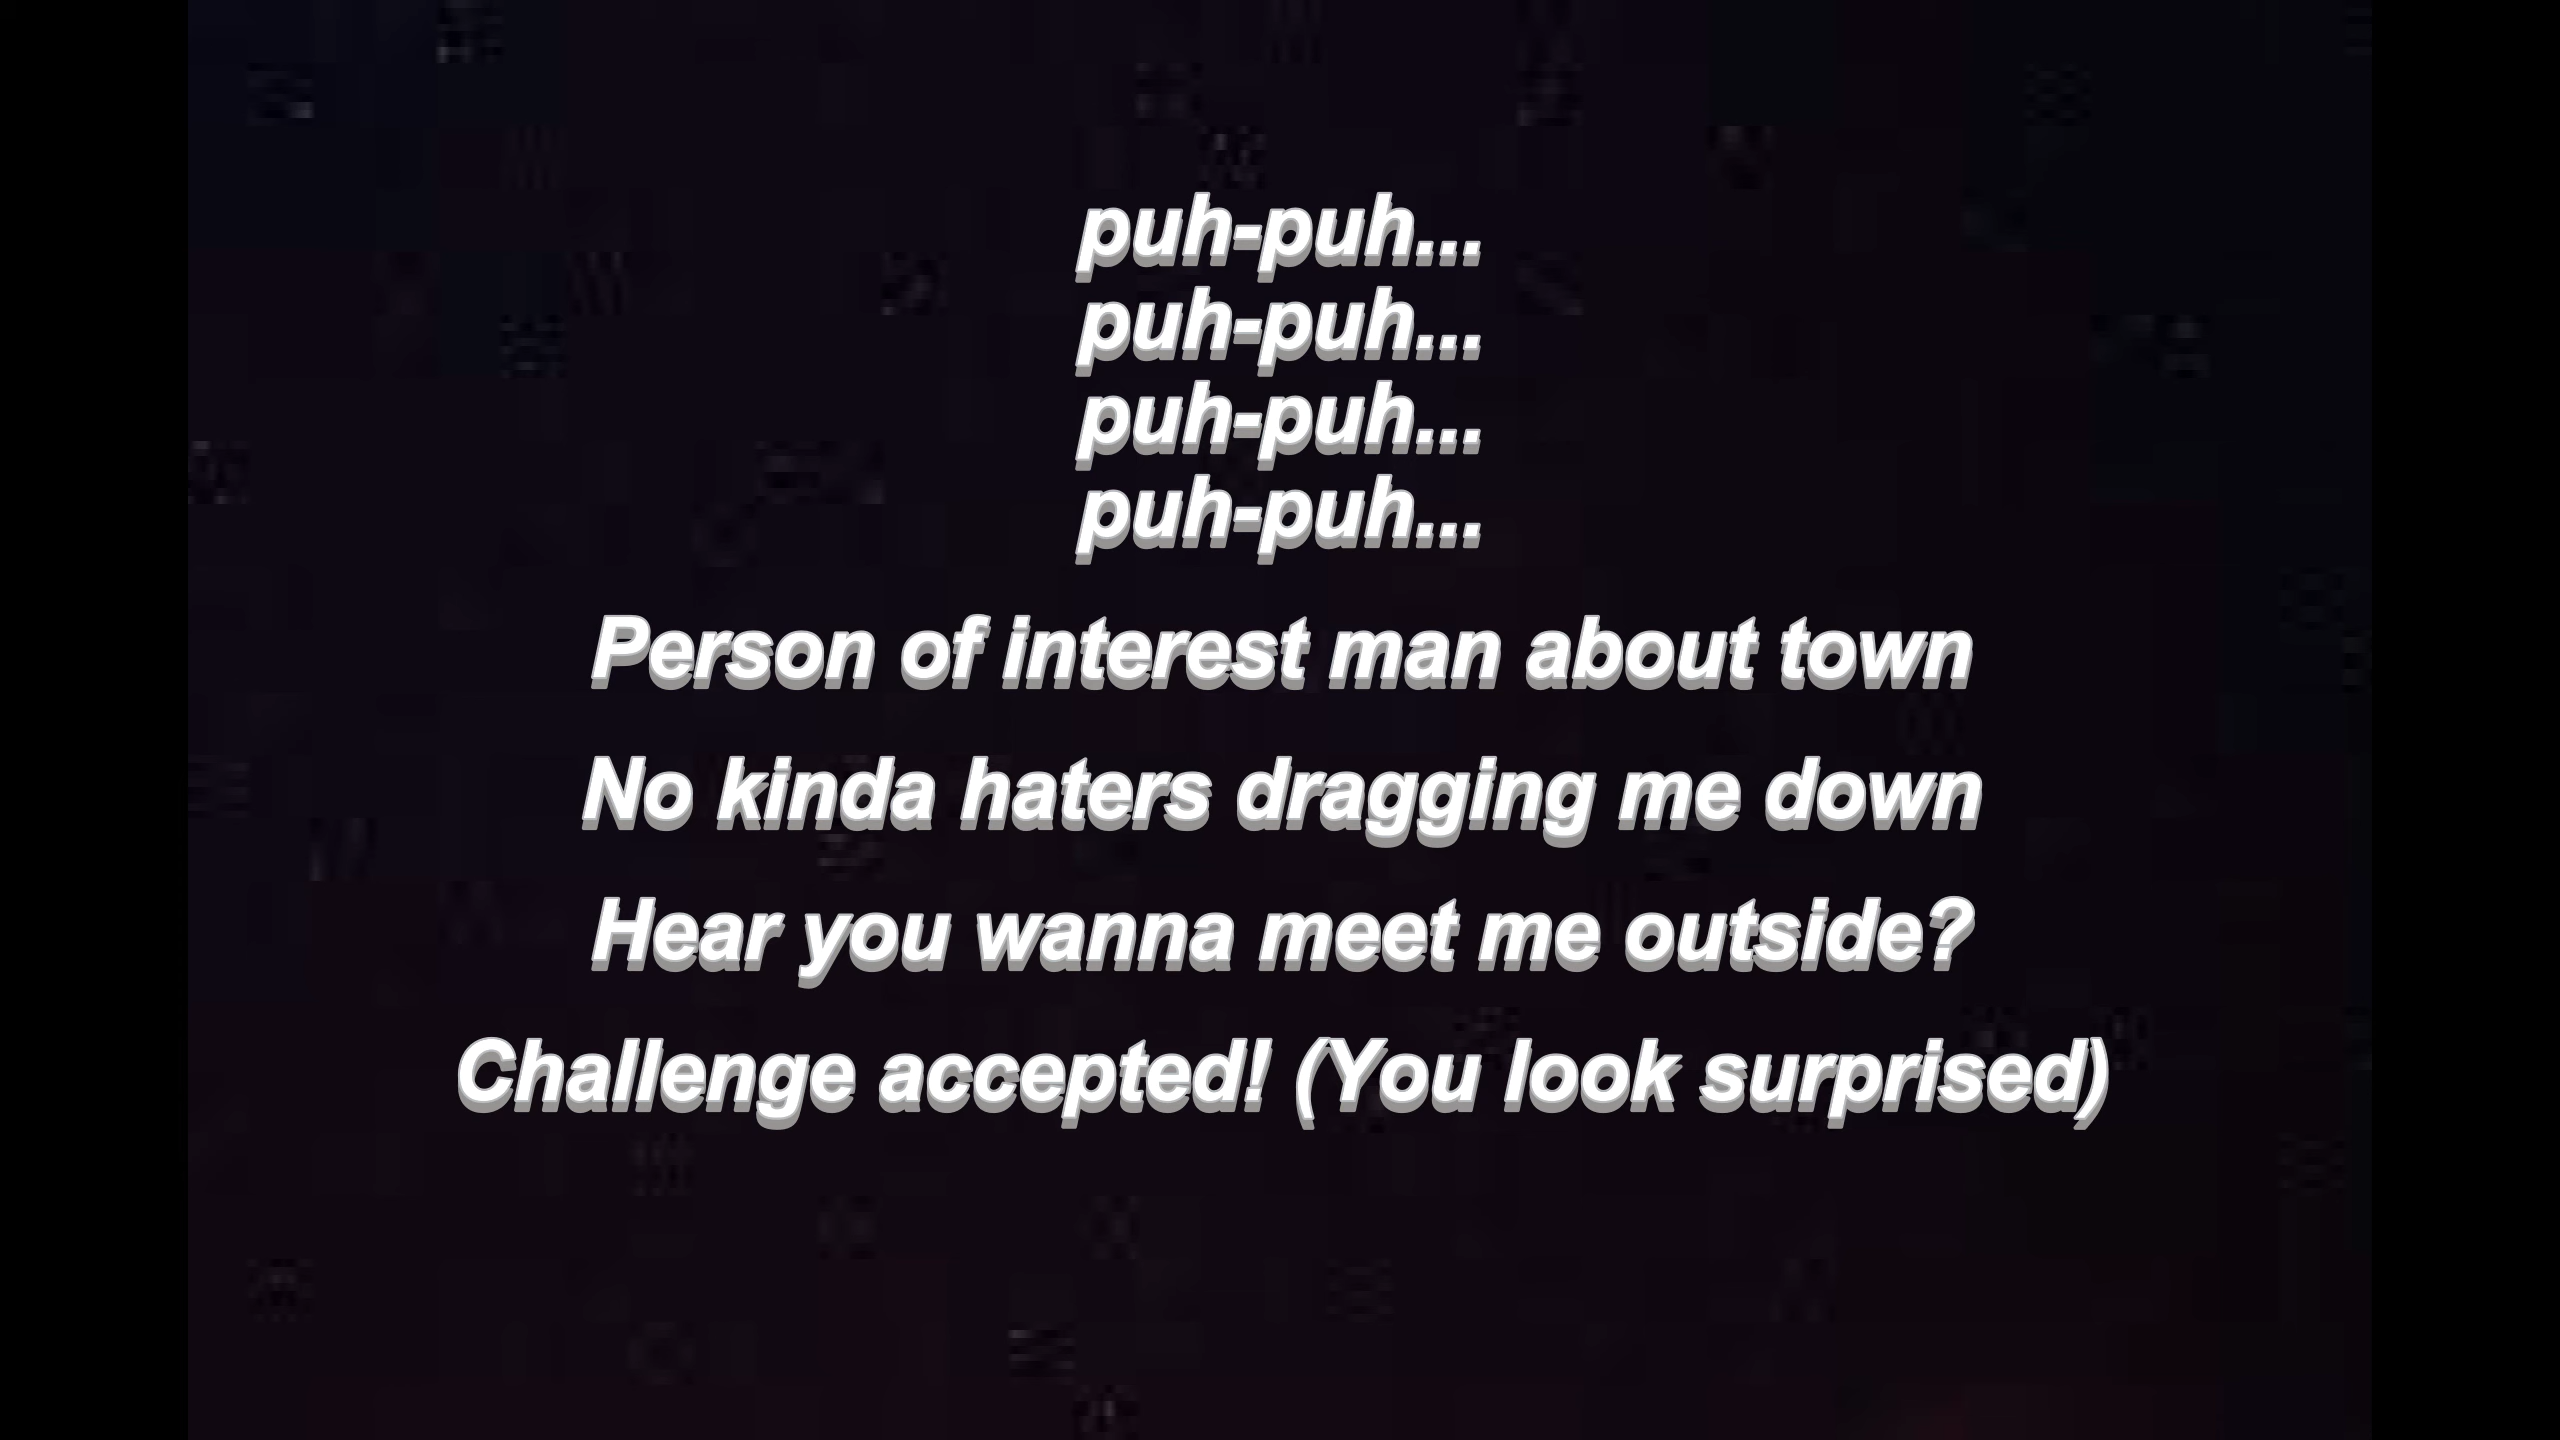 puh-puh...
puh-puh...
puh-puh...
puh-puh...
Person of interest man about town
No kinda haters dragging me down
Hear you wanna meet me outside?
Challenge accepted! (You look surprised)